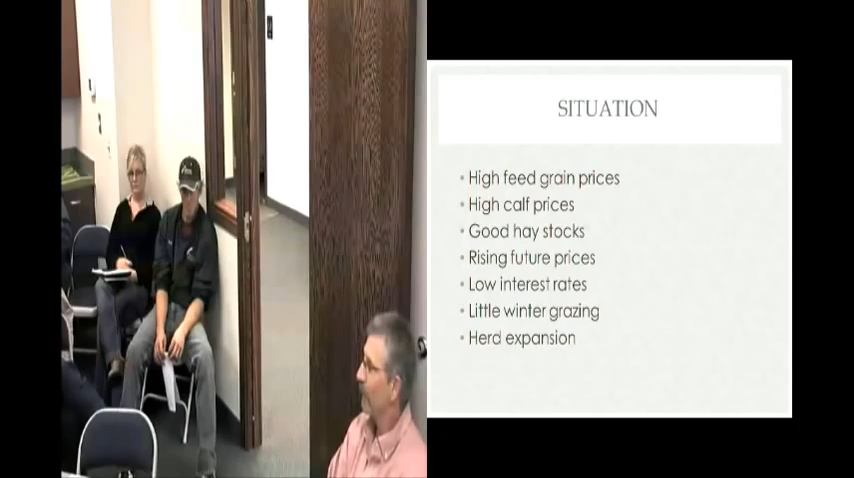 SITUATION
• High feed grain prices
• High calf prices
• Good hay stocks
• Rising future prices
• Low interest rates
• Little winter grazing
• Herd expansion